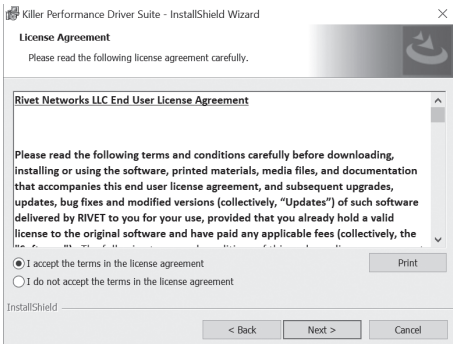 Killer Performance Driver Suite - InstallShield Wizard
License Agreement
Please read the following license agreement carefully.
Rivet Networks LLC End User License Agreement
Please read the following terms and conditions carefully before downloading,
installing or using the software, printed materials, media files, and documentation
that accompanies this end user license agreement, and subsequent upgrades,
updates, bug fixes and modified versions (collectively, “Updates”) of such software
delivered by RIVET to you for your use, provided that you already hold a valid
license to the original software and have paid any applicable fees (collectively, the
I accept the terms in the license agreement
Print
I do not accept the terms in the license agreement
InstallShield
< Back
Next >
Cancel